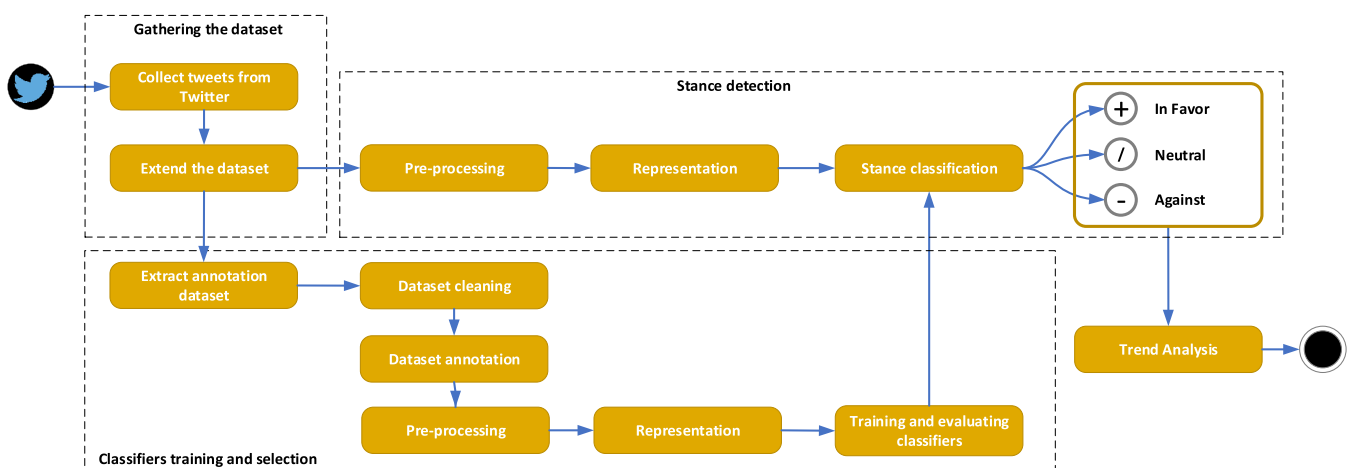 Gathering the dataset
Collect tweets from
Twitter
Extend the dataset
Stance detection
Pre-processing
Representation
Stance classification
+
In Favor
/
Neutral
-
Against
Extract annotation
dataset
Dataset cleaning
Dataset annotation
Pre-processing
Representation
Training and evaluating
classifiers
Classifiers training and selection
Trend Analysis